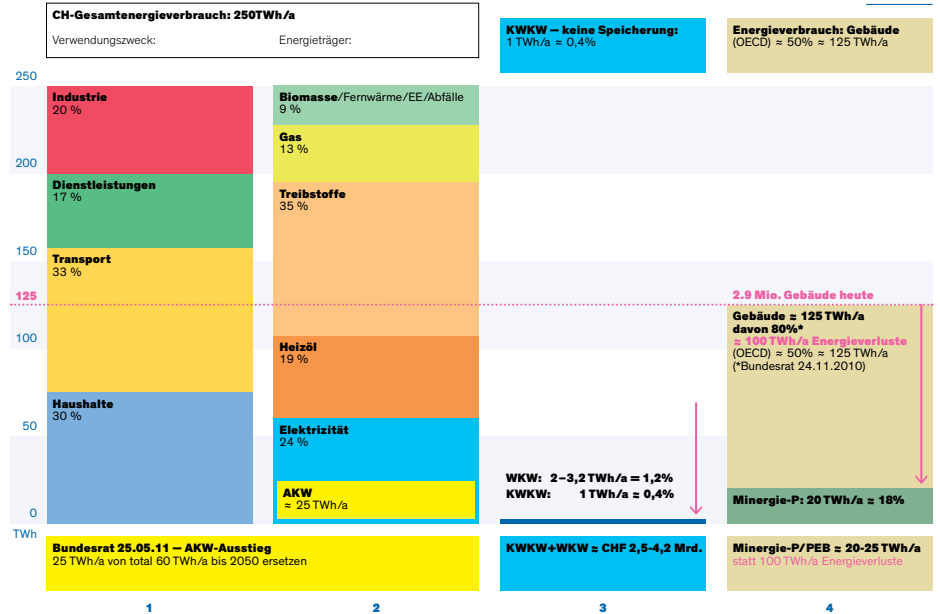 CH-Gesamtenergieverbrauch: 250TWh/a
Verwendungszweck:
Energieträger:
KWKW – keine Speicherung:
1 TWh/a ≈ 0,4%
Energieverbrauch: Gebäude
(OECD) ≈ 50% ≈ 125 TWh/a
250
200
150
125
100
50
0
TWh
Industrie
20 %
Dienstleistungen
17 %
Transport
33 %
Haushalte
30 %
Biomasse/Fernwärme/EE/Abfälle
9 %
Gas
13 %
Treibstoffe
35 %
Heizöl
19 %
Elektrizität
24 %
AKW
≈ 25 TWh/a
WKW: 2–3,2 TWh/a = 1,2%
KWKW: 1 TWh/a ≈ 0,4%
2.9 Mio. Gebäude heute
Gebäude ≈ 125 TWh/a
davon 80%*
≈ 100 TWh/a Energieverluste
(OECD) ≈ 50% ≈ 125 TWh/a
(*Bundesrat 24.11.2010)
Minergie-P: 20 TWh/a ≈ 18%
Bundesrat 25.05.11 – AKW-Ausstieg
25 TWh/a von total 60 TWh/a bis 2050 ersetzen
KWKW+WKW ≈ CHF 2,5-4,2 Mrd.
Minergie-P/PEB ≈ 20-25 TWh/a
statt 100 TWh/a Energieverluste
1
2
3
4